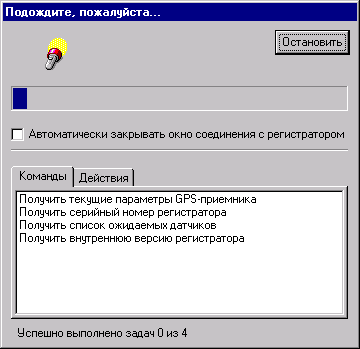 Подождите, пожалуйста...
Остановить
Автоматически закрывать окно соединения с регистратором
Команды Действия
Получить текущие параметры GPS-приемника
Получить серийный номер регистратора
Получить список ожидаемых датчиков
Получить внутреннюю версию регистратора
Успешно выполнено задач 0 из 4